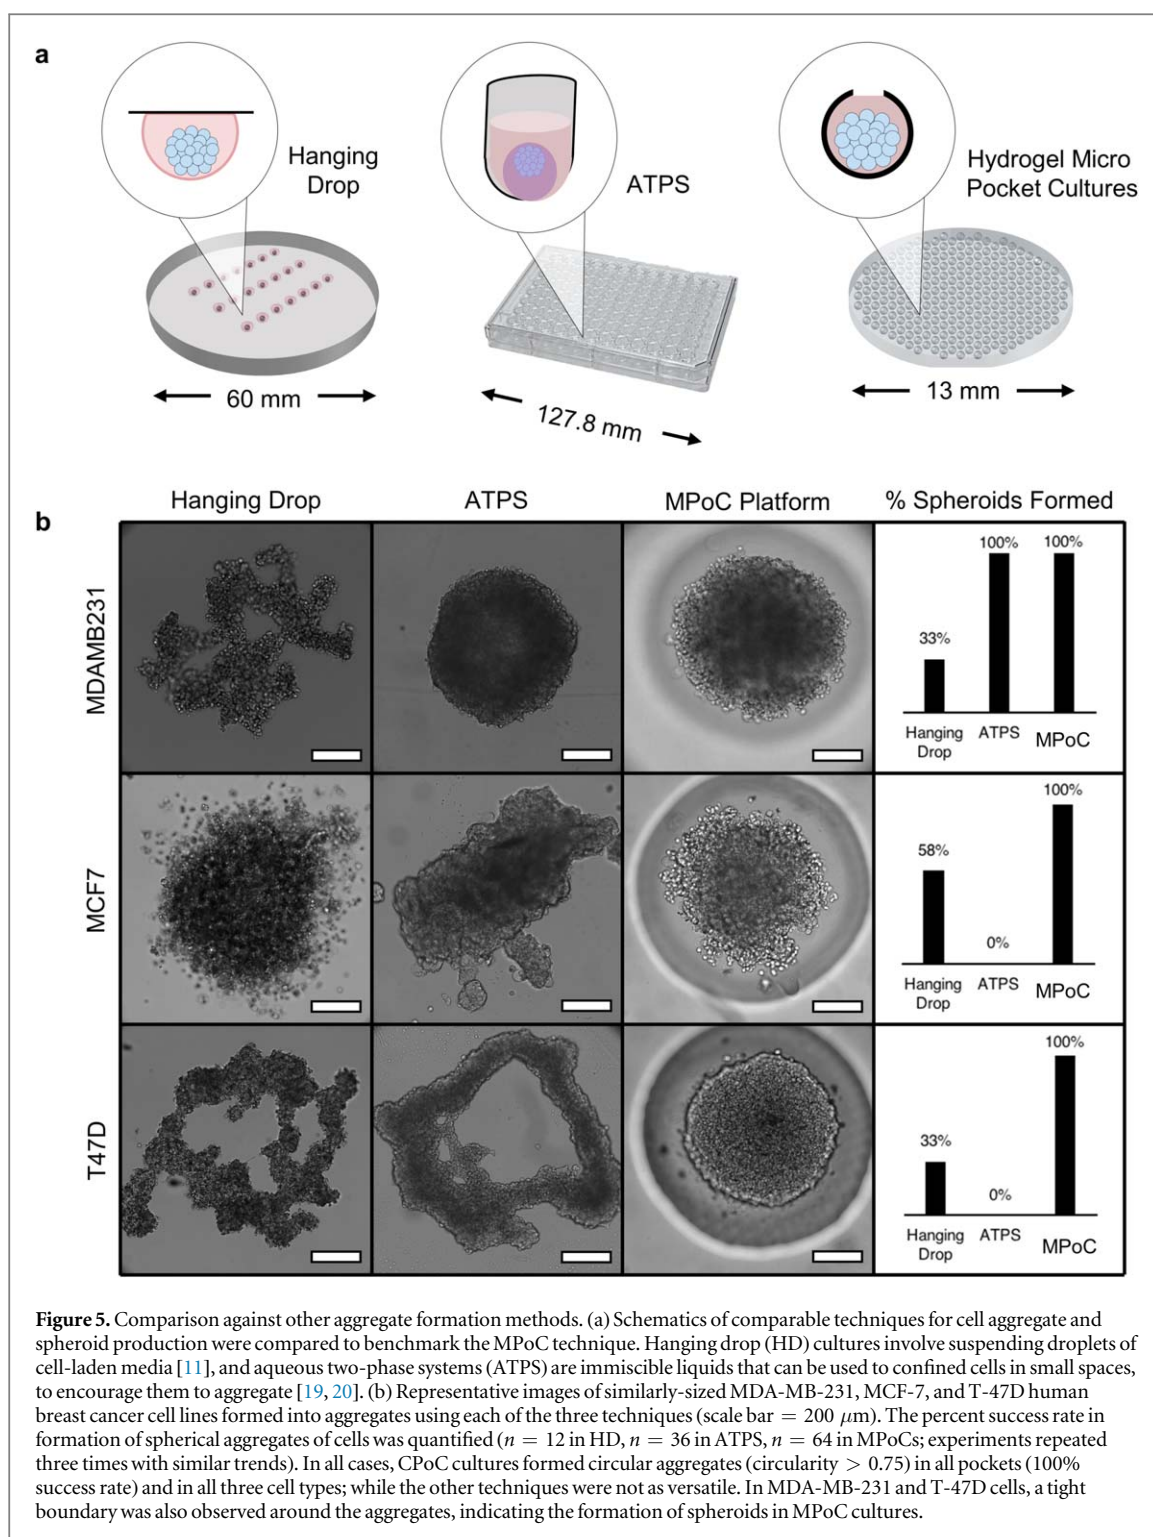 a
Hanging
Drop
ATPS
Hydrogel Micro
Pocket Cultures
60 mm
127.8 mm
13 mm
b
Hanging Drop
ATPS
MPoC Platform
% Spheroids Formed
MDAMB231
33%
100%
100%
Hanging
Drop
ATPS
MPoC
MCF7
58%
0%
100%
Hanging
Drop
ATPS
MPoC
T47D
33%
0%
100%
Hanging
Drop
ATPS
MPoC
Figure 5. Comparison against other aggregate formation methods. (a) Schematics of comparable techniques for cell aggregate and
spheroid production were compared to benchmark the MPoC technique. Hanging drop (HD) cultures involve suspending droplets of
cell-laden media [11], and aqueous two-phase systems (ATPS) are immiscible liquids that can be used to confined cells in small spaces,
to encourage them to aggregate [19, 20]. (b) Representative images of similarly-sized MDA-MB-231, MCF-7, and T-47D human
breast cancer cell lines formed into aggregates using each of the three techniques (scale bar = 200 μm). The percent success rate in
formation of spherical aggregates of cells was quantified (n = 12 in HD, n = 36 in ATPS, n = 64 in MPoCs; experiments repeated
three times with similar trends). In all cases, CPoC cultures formed circular aggregates (circularity > 0.75) in all pockets (100%
success rate) and in all three cell types; while the other techniques were not as versatile. In MDA-MB-231 and T-47D cells, a tight
boundary was also observed around the aggregates, indicating the formation of spheroids in MPoC cultures.